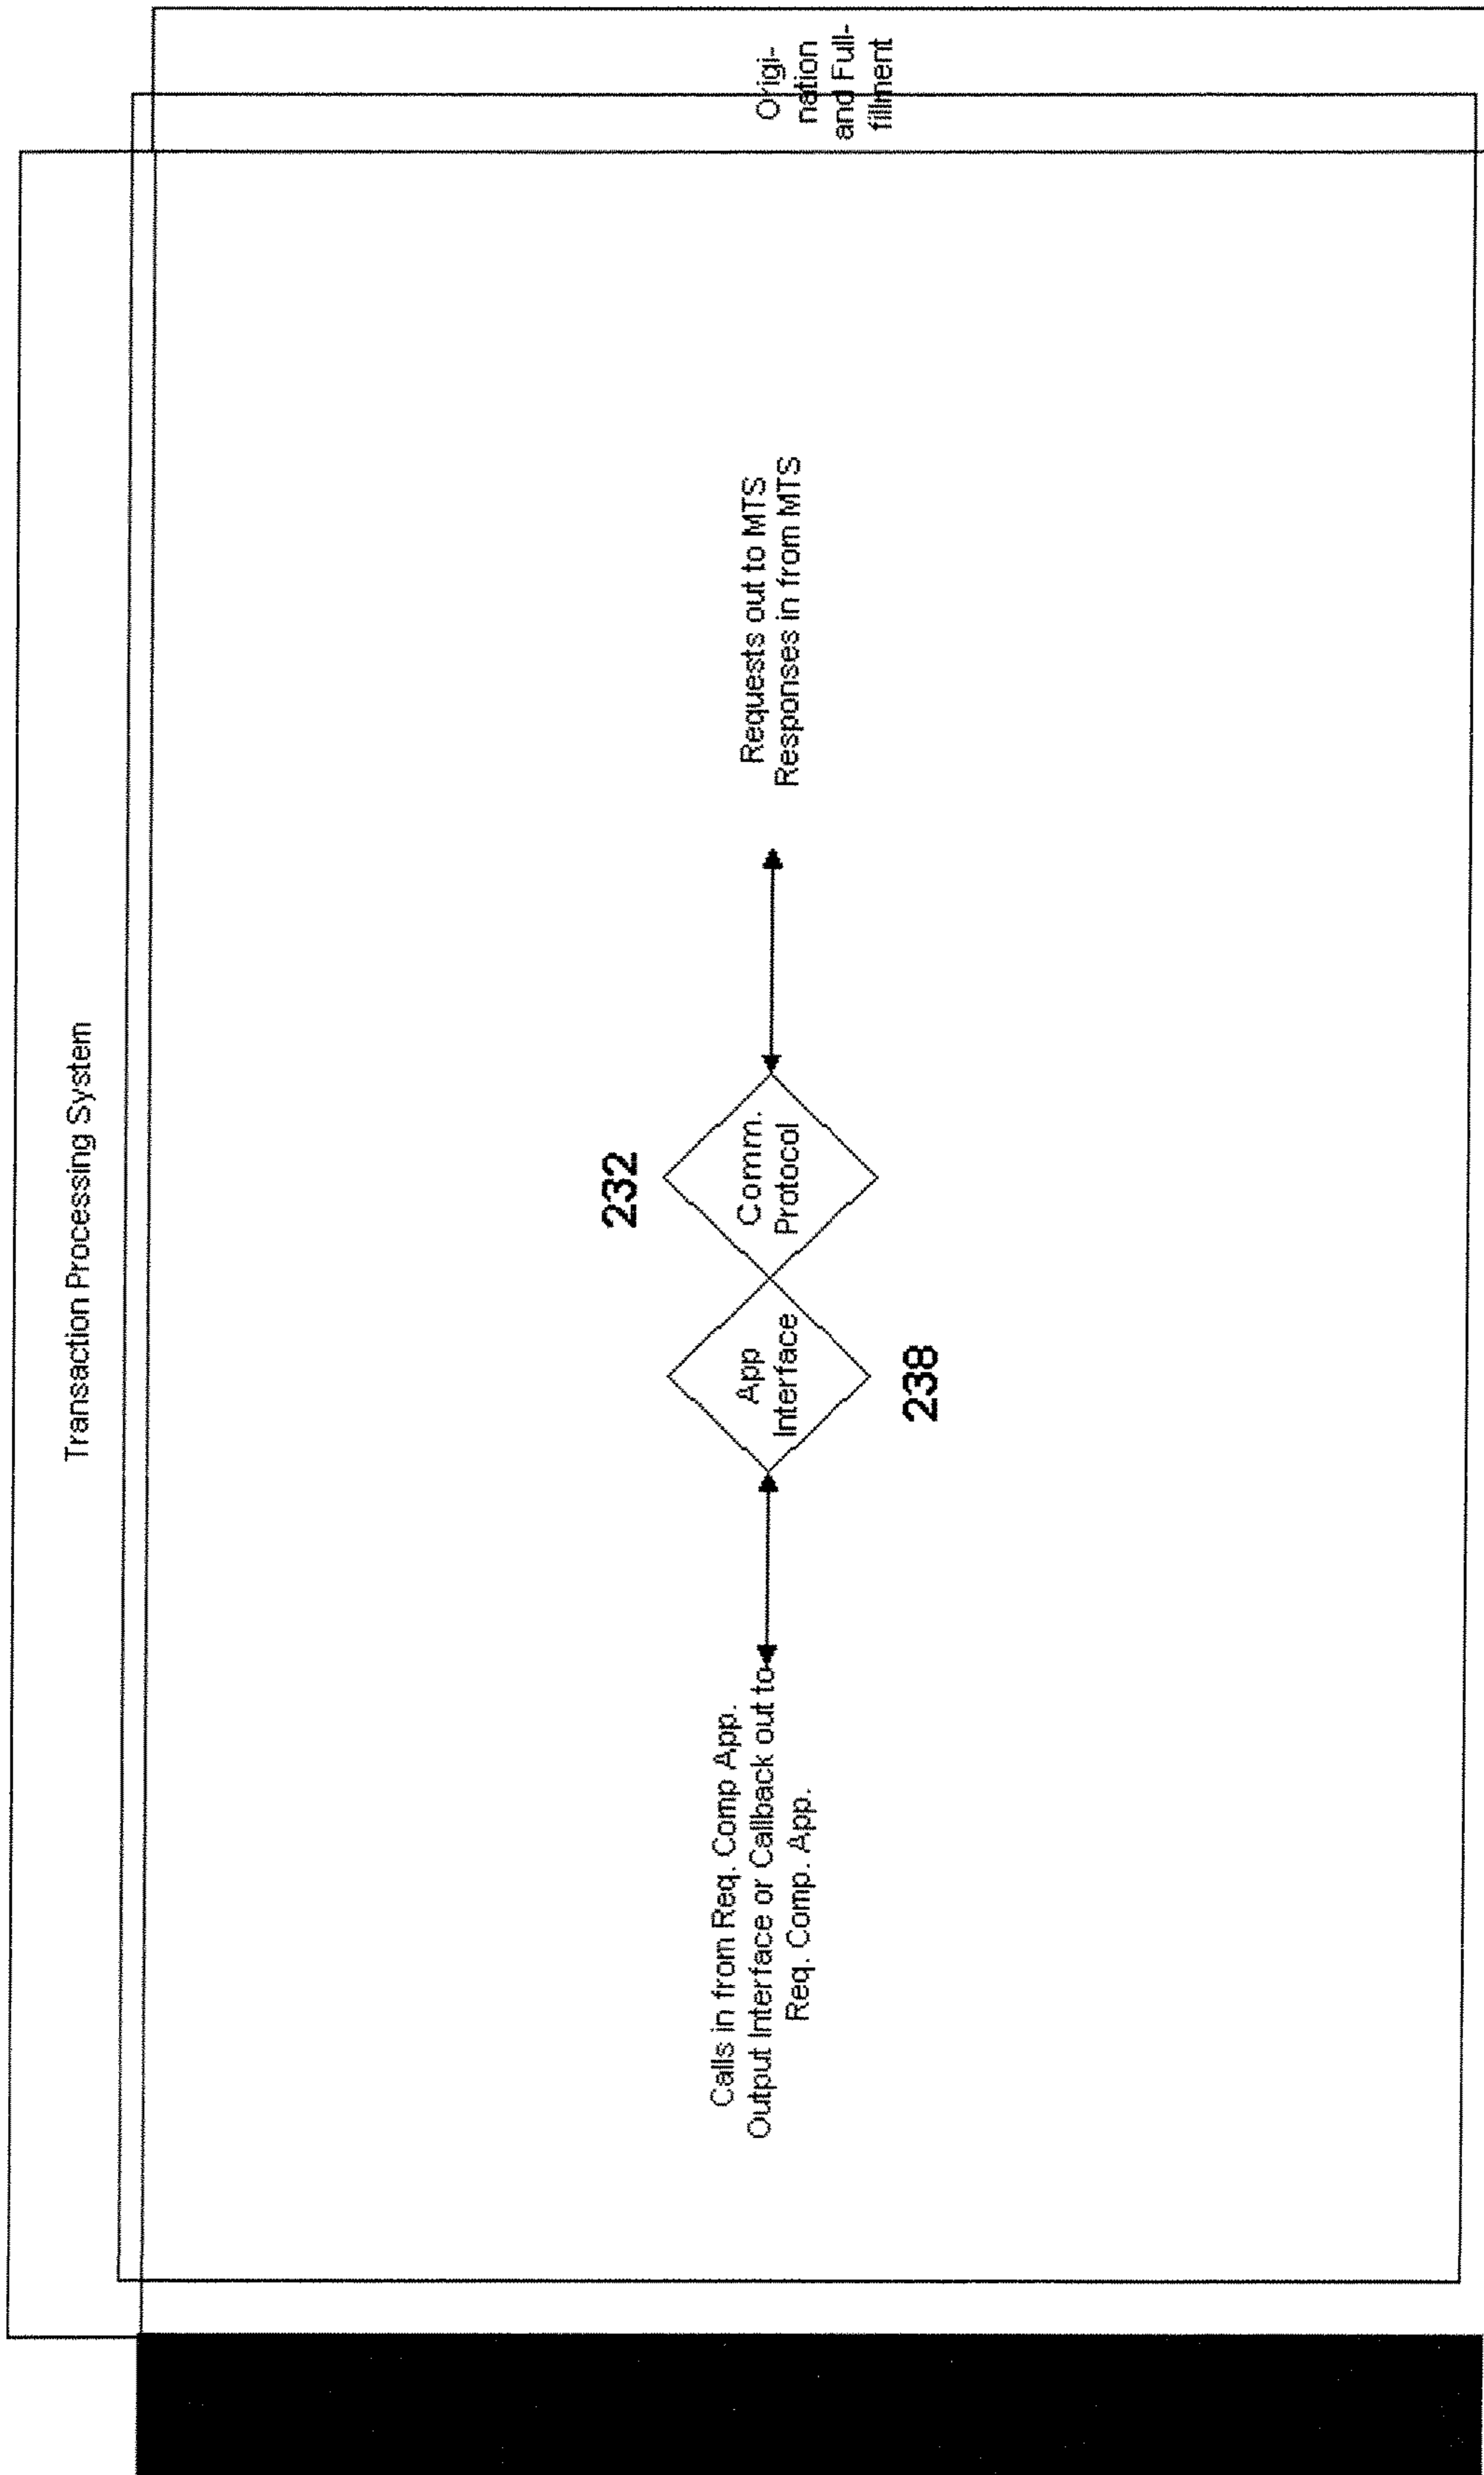 Transaction Processing System
Calls in from Req. Comp App.
Output Interface or Callback out to
Req. Comp. App.
App
Interface
238
232
Comm.
Protocol
Requests out to MTS
Responses in from MTS
Origi-
nation
and Full-
fillment